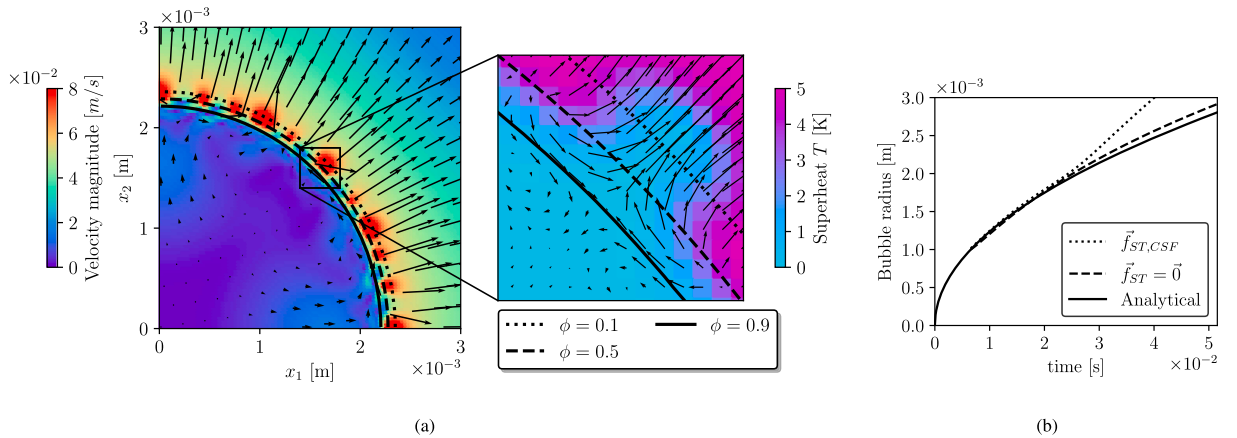 ×10⁻³
3
2
1
0
x₂ [m]
0 1 2 3
x₁ [m]
×10⁻³
×10⁻²
8
6
4
2
0
Velocity magnitude [m/s]
5
4
3
2
1
0
Superheat T [K]
ϕ = 0.1
ϕ = 0.5
ϕ = 0.9
(a)
×10⁻³
3.0
2.5
2.0
1.5
1.0
0.5
0.0
Bubble radius [m]
f⃗_{ST,CSF}
f⃗_{ST} = 0⃗
Analytical
0 1 2 3 4 5
time [s]
×10⁻²
(b)